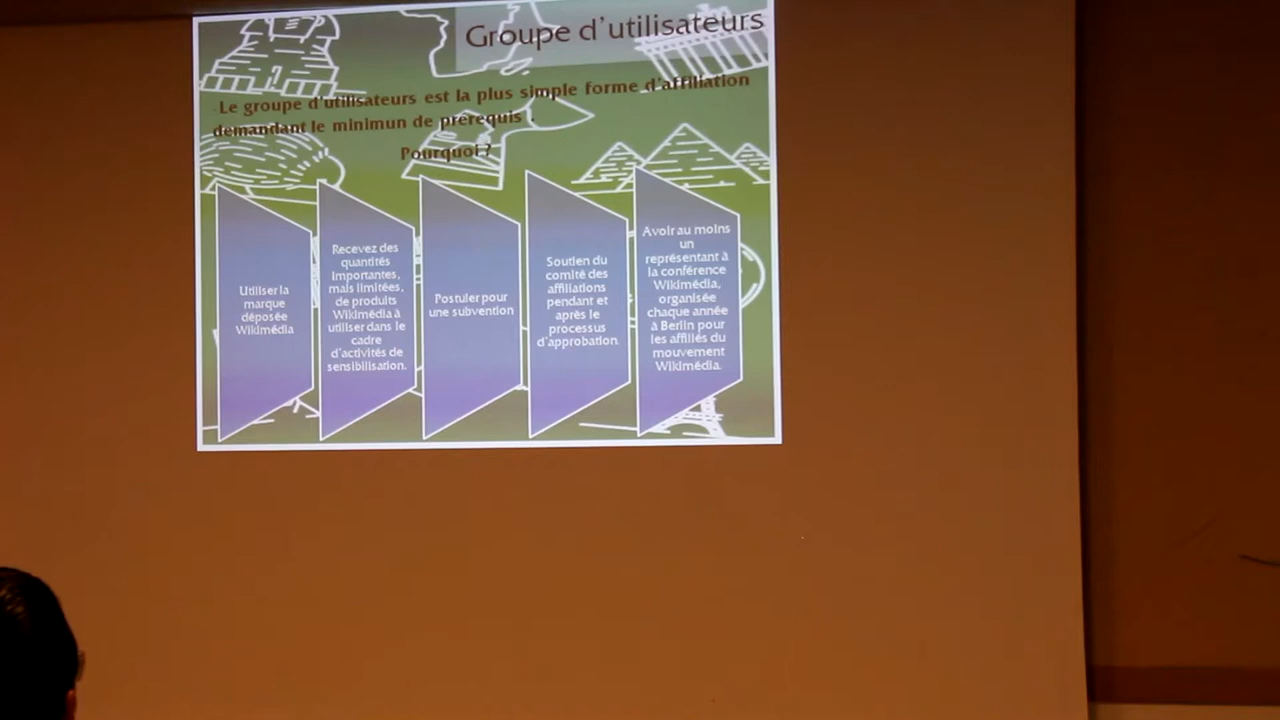 Groupe d'utilisateurs
Le groupe d'utilisateurs est la plus simple forme d'affiliation
demandant le minimun de prérequis .
Pourquoi ?
Utiliser la
marque
déposée
Wikimédia
Recevez des
quantités
importantes,
mais limitées,
de produits
Wikimédia à
utiliser dans le
cadre
d'activités de
sensibilisation.
Postuler pour
une subvention
Soutien du
comité des
affiliations
pendant et
après le
processus
d'approbation.
Avoir au moins
un
représentant à
la conférence
Wikimédia,
organisée
chaque année
à Berlin pour
les affiliés du
mouvement
Wikimédia.